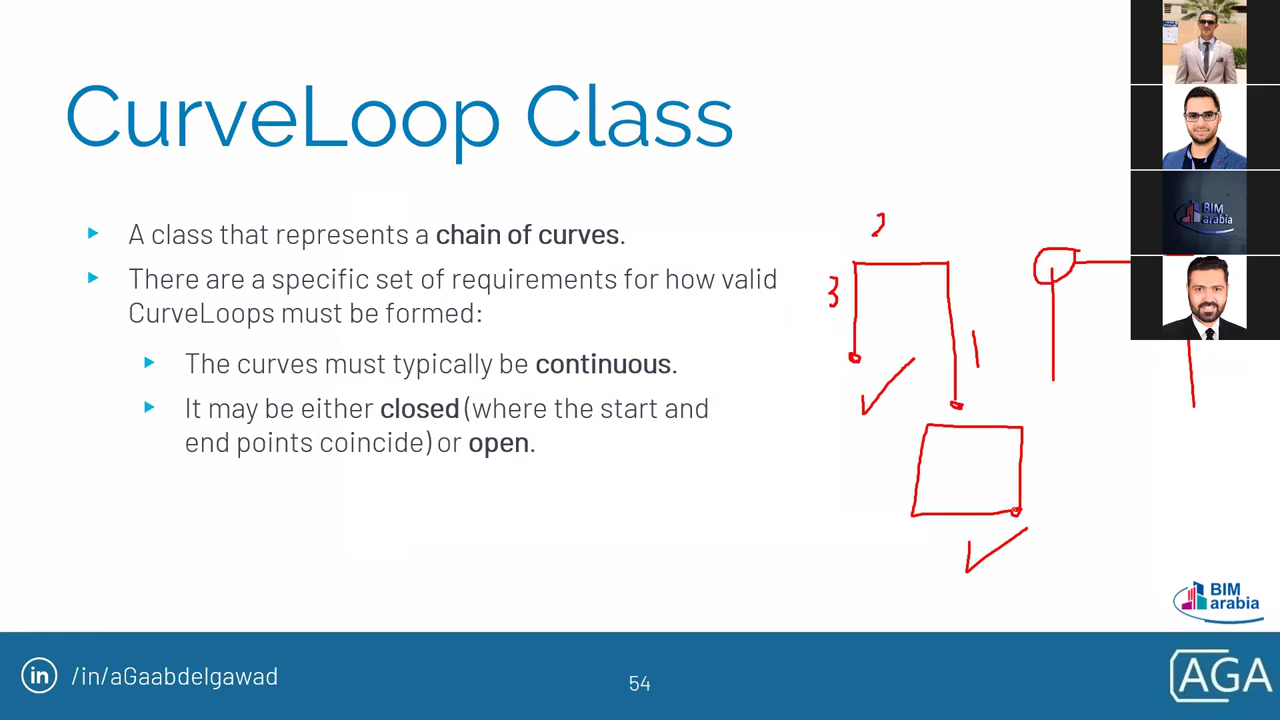 CurveLoop Class
A class that represents a chain of curves.
There are a specific set of requirements for how valid
CurveLoops must be formed:
The curves must typically be continuous.
It may be either closed (where the start and
end points coincide) or open.
2
3
1
BIM
arabia
BIM
arabia
in /in/aGaabdelgawad
54
AGA